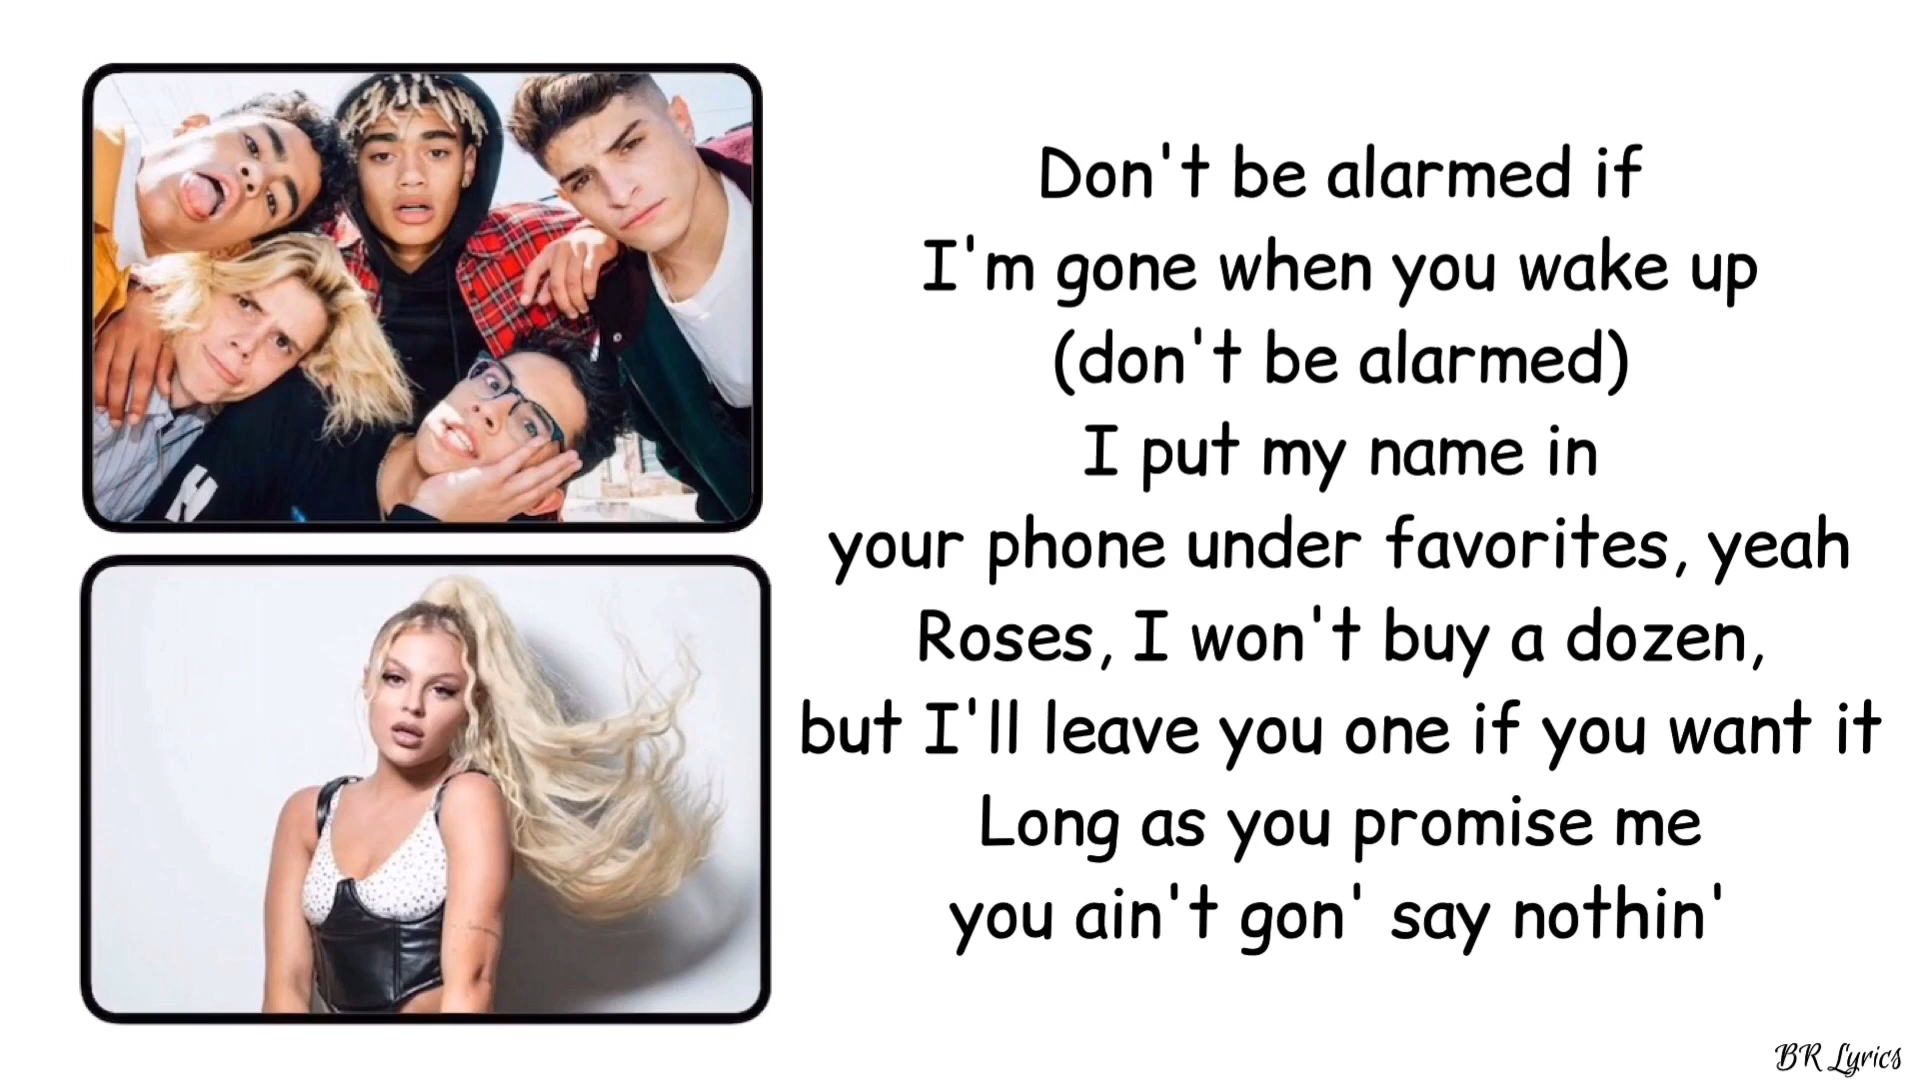 Don't be alarmed if
I'm gone when you wake up
(don't be alarmed)
I put my name in
your phone under favorites, yeah
Roses, I won't buy a dozen,
but I'll leave you one if you want it
Long as you promise me
you ain't gon' say nothin'
BR Lyrics